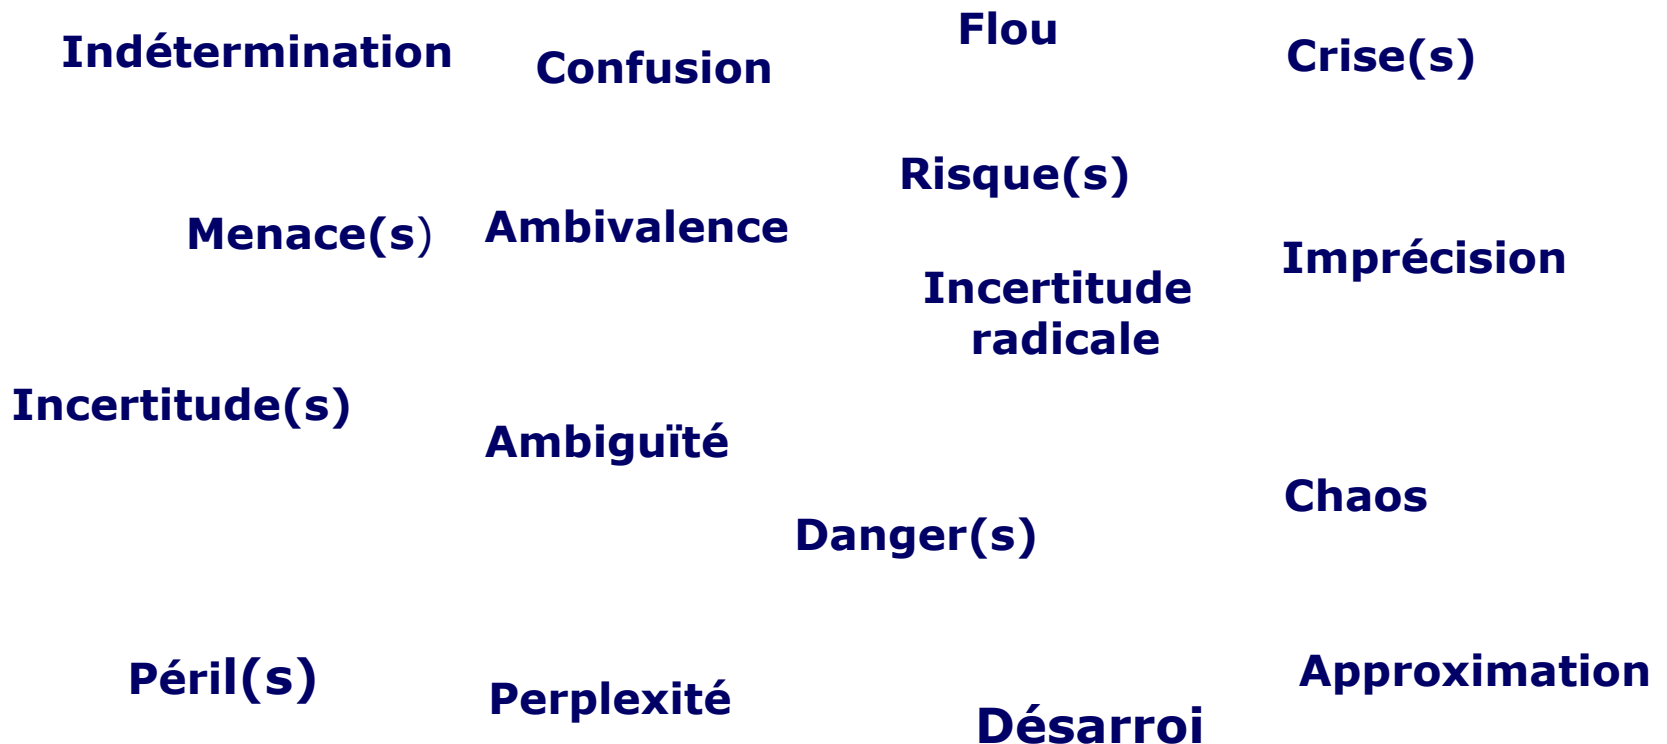 Indétermination
Confusion
Flou
Crise(s)
Risque(s)
Menace(s)
Ambivalence
Imprécision
Incertitude
radicale
Incertitude(s)
Ambiguïté
Chaos
Danger(s)
Péril(s)
Perplexité
Approximation
Désarroi